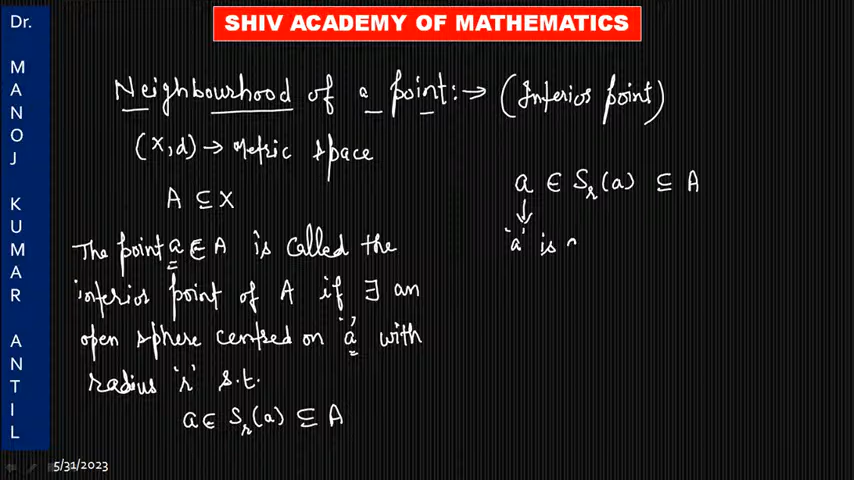 SHIV ACADEMY OF MATHEMATICS
Dr.
M
A
N
O
J
K
U
M
A
R
A
N
T
I
L
Neighbourhood of a point:→ (Interior point)
(X,d) → Metric space
A ⊆ X
The point a ∈ A is called the
interior point of A if ∃ an
open sphere centred on 'a' with
radius 'r' s.t.
a ∈ Sᵣ(a) ⊆ A
a ∈ Sᵣ(a) ⊆ A
↓
'a' is
5/31/2023